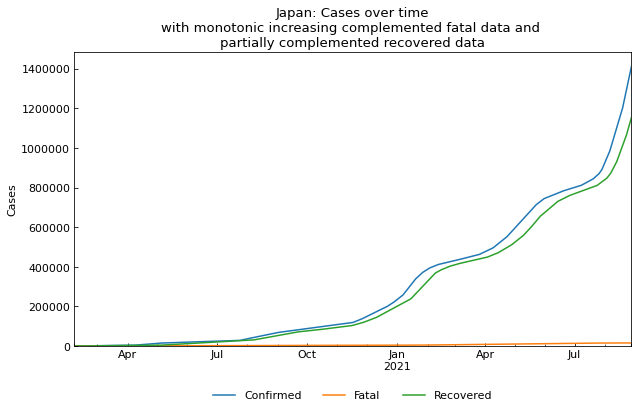 Japan: Cases over time
with monotonic increasing complemented fatal data and
partially complemented recovered data
1400000
1200000
1000000
800000
600000
400000
200000
0
Cases
Apr Jul Oct Jan Apr Jul
2021
Confirmed Fatal Recovered